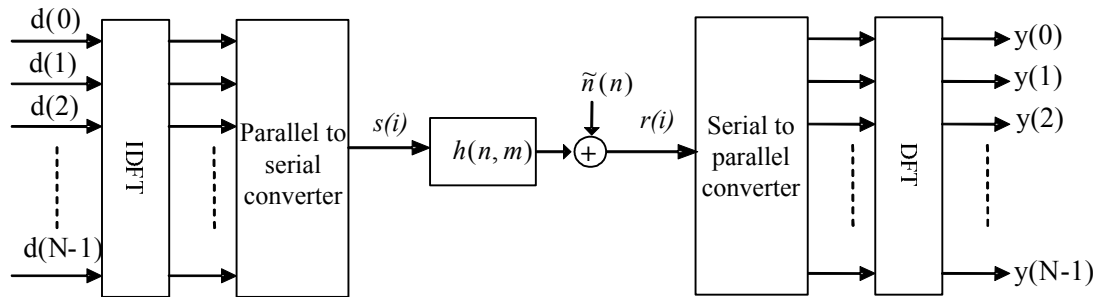 d(0)
d(1)
d(2)
d(N-1)
IDFT
Parallel to
serial
converter
s(i)
h(n,m)
ñ(n)
+
r(i)
Serial to
parallel
converter
DFT
y(0)
y(1)
y(2)
y(N-1)